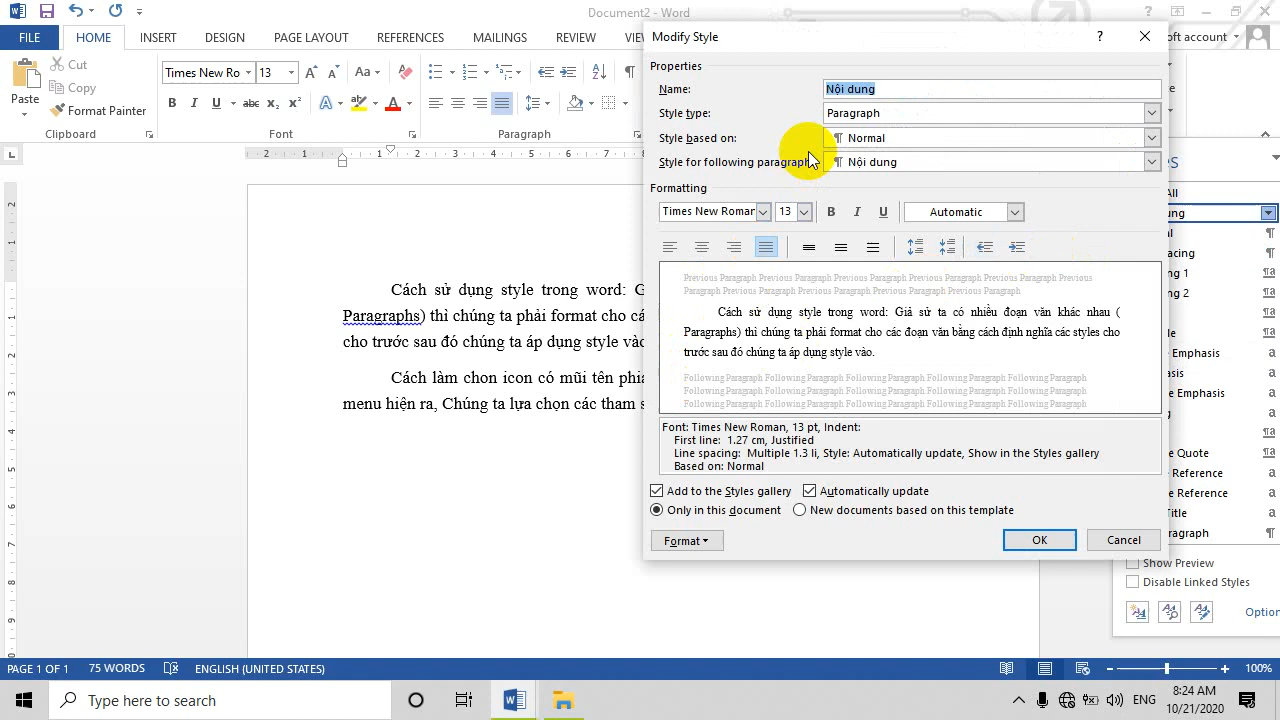 Document2 - Word
FILE HOME INSERT DESIGN PAGE LAYOUT REFERENCES MAILINGS REVIEW
Cut
Copy
Format Painter
Paste
Clipboard
Times New Ro 13
Font
Paragraph
Modify Style
Properties
Name: Nội dung
Style type: Paragraph
Style based on: ¶ Normal
Style for following paragraph ¶ Nội dung
Formatting
Times New Roman 13 B I U Automatic
Previous Paragraph Previous Paragraph Previous Paragraph Previous Paragraph Previous Paragraph Previous
Paragraph Previous Paragraph Previous Paragraph Previous Paragraph Previous Paragraph
Cách sử dụng style trong word: Giả sử ta có nhiều đoạn văn khác nhau (
Paragraphs) thì chúng ta phải format cho các đoạn văn bằng cách định nghĩa các styles cho
trước sau đó chúng ta áp dụng style vào.
Following Paragraph Following Paragraph Following Paragraph Following Paragraph Following Paragraph
Following Paragraph Following Paragraph Following Paragraph Following Paragraph Following Paragraph
Following Paragraph Following Paragraph Following Paragraph Following Paragraph Following Paragraph
Font: Times New Roman, 13 pt, Indent:
First line: 1.27 cm, Justified
Line spacing: Multiple 1.3 li, Style: Automatically update, Show in the Styles gallery
Based on: Normal
Add to the Styles gallery Automatically update
Only in this document New documents based on this template
Format OK Cancel
Cách sử dụng style trong word:
Paragraphs) thì chúng ta phải format cho
cho trước sau đó chúng ta áp dụng style
Cách làm chon icon có mũi tên
hiện ra, Chúng ta lựa chọn các tham
All
Emphasis
Quote
Reference
Reference
Title
Show Preview
Disable Linked Styles
PAGE 1 OF 1 75 WORDS ENGLISH (UNITED STATES) 100%
Type here to search
ENG
8:24 AM
10/21/2020